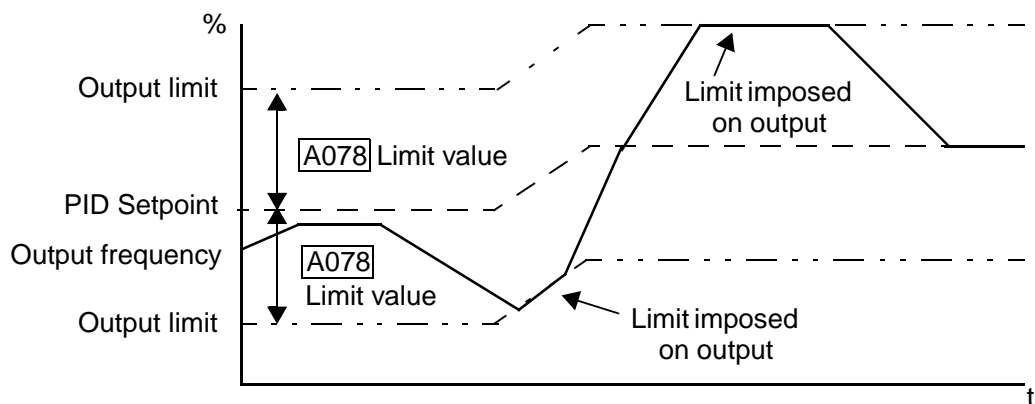 %
Output limit
Limit imposed
on output
A078 Limit value
PID Setpoint
Output frequency
A078
Limit value
Output limit
Limit imposed
on output
t